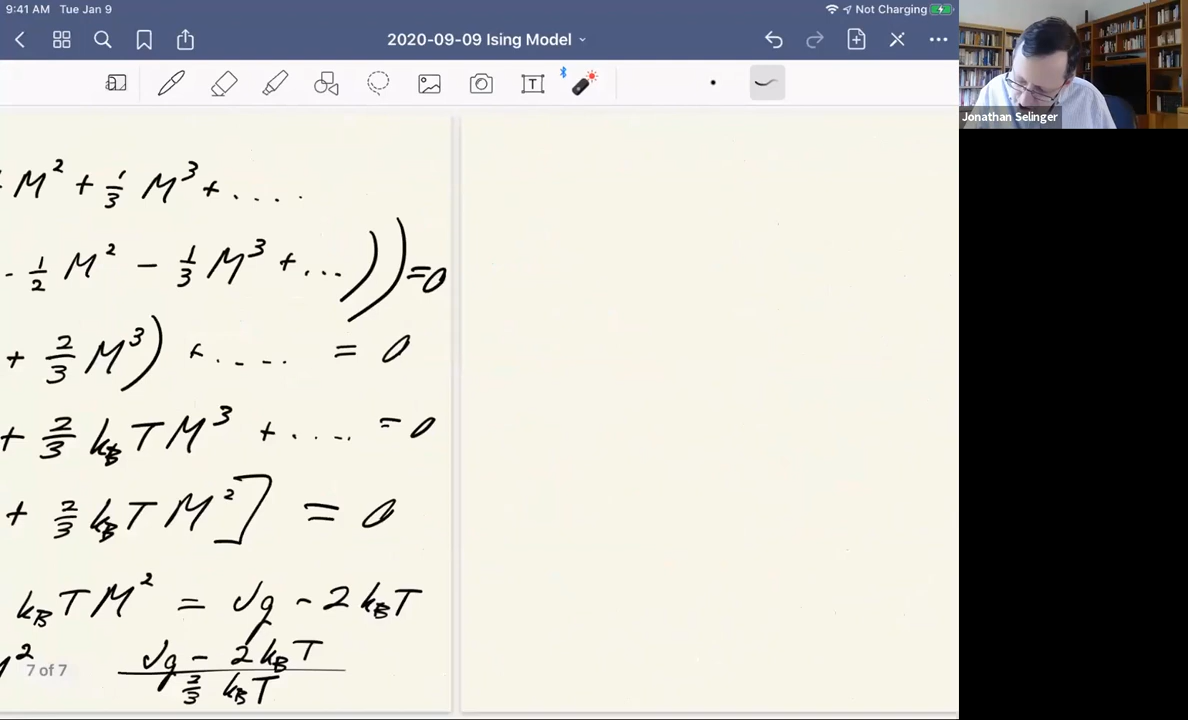 9:41 AM Tue Jan 9
Not Charging
2020-09-09 Ising Model
T
Jonathan Selinger
M² + 1/3 M³ + ....
- 1/2 M² - 1/3 M³ + ... )) = 0
+ 2/3 M³) + .... = 0
+ 2/3 k_B T M³ + .... = 0
+ 2/3 k_B T M²] = 0
k_B T M² = Jq - 2 k_B T
M² (Jq - 2 k_B T) / (2/3 k_B T)
7 of 7